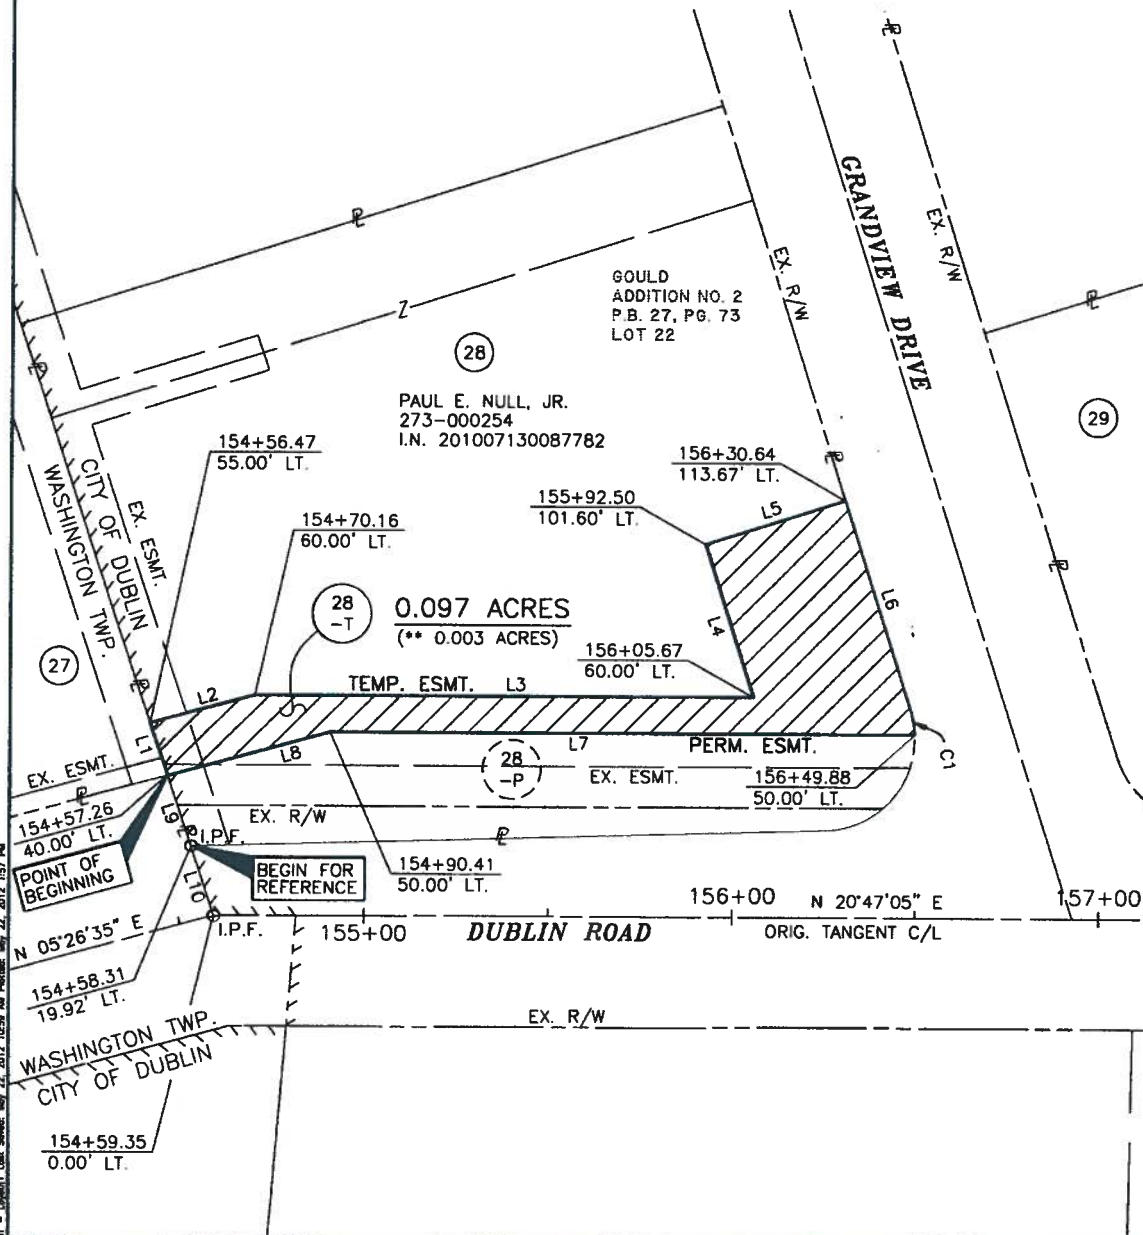 GRANDVIEW DRIVE
EX. R/W
EX. R/W
GOULD
ADDITION NO. 2
P.B. 27, PG. 73
LOT 22
28
PAUL E. NULL, JR.
273-000254
I.N. 201007130087782
29
154+56.47
55.00' LT.
CITY OF DUBLIN
WASHINGTON TWP.
EX. ESMT.
156+30.64
113.67' LT.
155+92.50
101.60' LT.
L5
154+70.16
60.00' LT.
28
-T
0.097 ACRES
(** 0.003 ACRES)
L4
L6
27
156+05.67
60.00' LT.
TEMP. ESMT.
L3
L2
L1
L8
L7
PERM. ESMT.
C1
28
-P
EX. ESMT.
EX. ESMT.
156+49.88
50.00' LT.
154+57.26
40.00' LT.
L9
EX. R/W
I.P.F.
POINT OF
BEGINNING
BEGIN FOR
REFERENCE
154+90.41
50.00' LT.
L10
156+00
N 20°47'05" E
157+00
N 05°26'35" E
I.P.F.
155+00
DUBLIN ROAD
ORIG. TANGENT C/L
154+58.31
19.92' LT.
EX. R/W
WASHINGTON TWP.
CITY OF DUBLIN
154+59.35
0.00' LT.